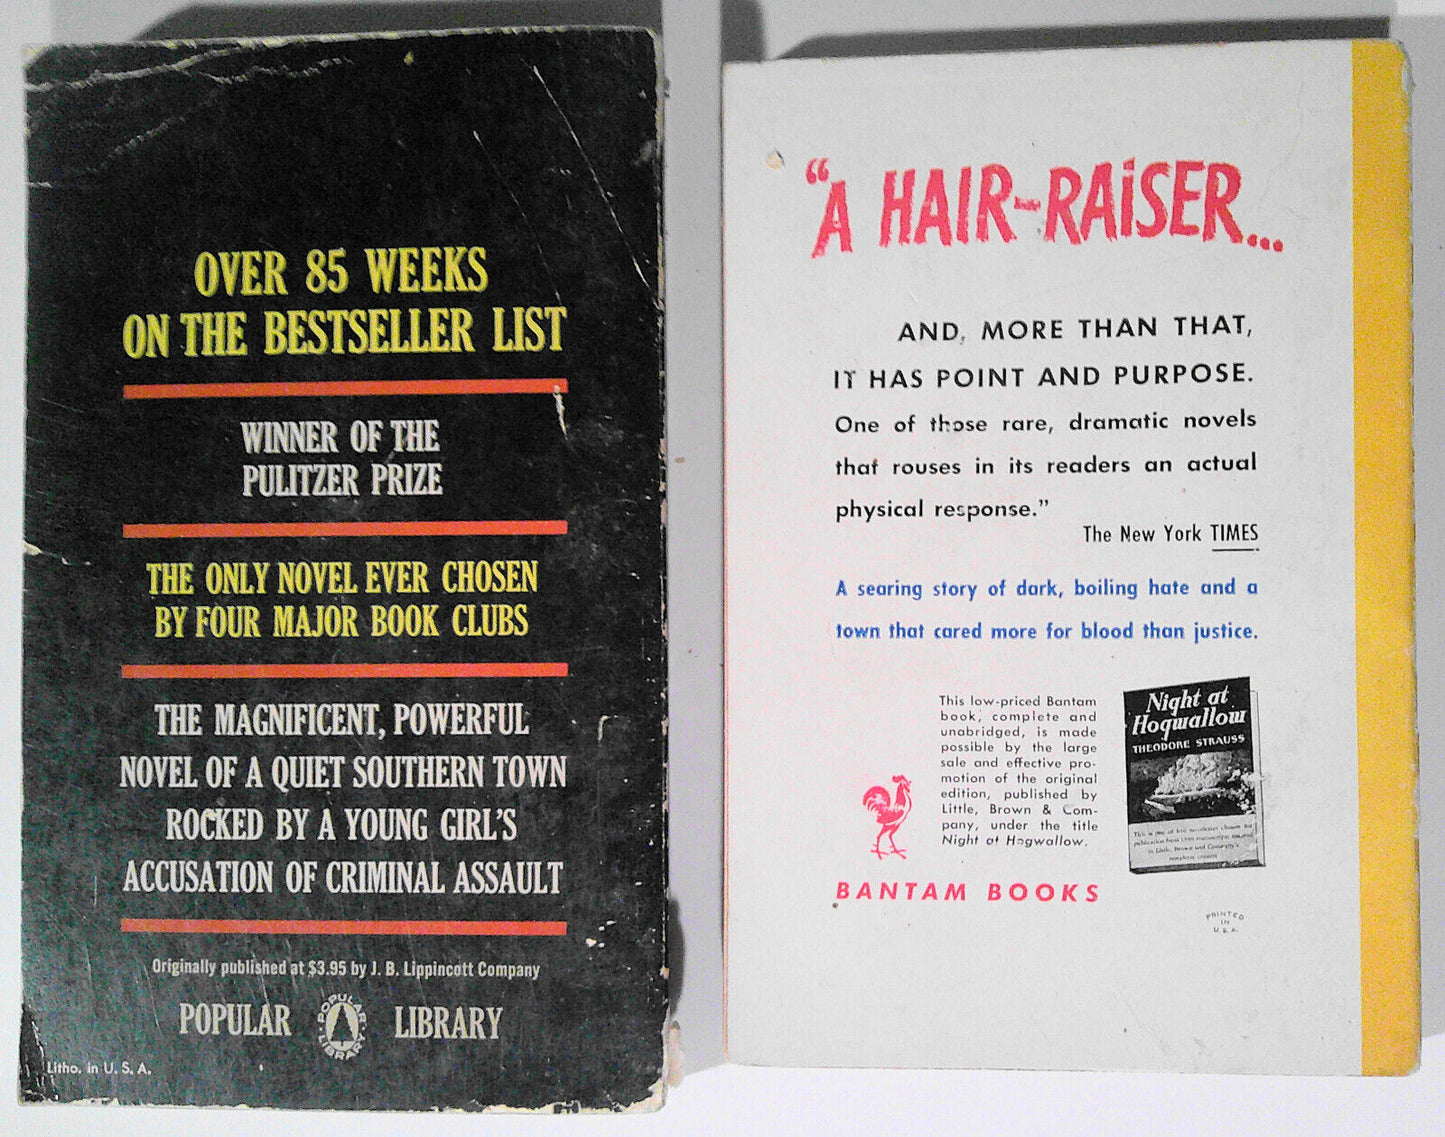 OVER 85 WEEKS
ON THE BESTSELLER LIST
WINNER OF THE
PULITZER PRIZE
THE ONLY NOVEL EVER CHOSEN
BY FOUR MAJOR BOOK CLUBS
THE MAGNIFICENT, POWERFUL
NOVEL OF A QUIET SOUTHERN TOWN
ROCKED BY A YOUNG GIRL'S
ACCUSATION OF CRIMINAL ASSAULT
Originally published at $3.95 by J. B. Lippincott Company
POPULAR LIBRARY
POPULAR LIBRARY
Litho. in U. S. A.
"A HAIR-RAiSER...
AND, MORE THAN THAT,
IT HAS POINT AND PURPOSE.
One of those rare, dramatic novels
that rouses in its readers an actual
physical response."
The New York TIMES
A searing story of dark, boiling hate and a
town that cared more for blood than justice.
This low-priced Bantam
book, complete and
unabridged, is made
possible by the large
sale and effective pro-
motion of the original
edition, published by
Little, Brown & Com-
pany, under the title
Night at Hogwallow.
BANTAM BOOKS
Night at
Hogwallow
THEODORE STRAUSS
PRINTED
IN
U.S.A.